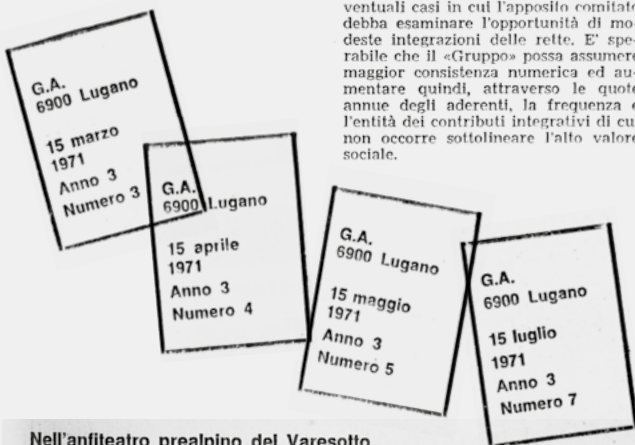 ventuali casi in cui l'apposito comitato
debba esaminare l'opportunità di mo-
deste integrazioni delle rette. E' spe-
rabile che il «Gruppo» possa assumere
maggior consistenza numerica ed au-
mentare quindi, attraverso le quote
annue degli aderenti, la frequenza e
l'entità dei contributi integrativi di cui
non occorre sottolineare l'alto valore
sociale.
G.A.
6900 Lugano
15 marzo
1971
Anno 3
Numero 3
G.A.
6900 Lugano
15 aprile
1971
Anno 3
Numero 4
G.A.
6900 Lugano
15 maggio
1971
Anno 3
Numero 5
G.A.
6900 Lugano
15 luglio
1971
Anno 3
Numero 7
Nell'anfiteatro prealpino del Varesotto